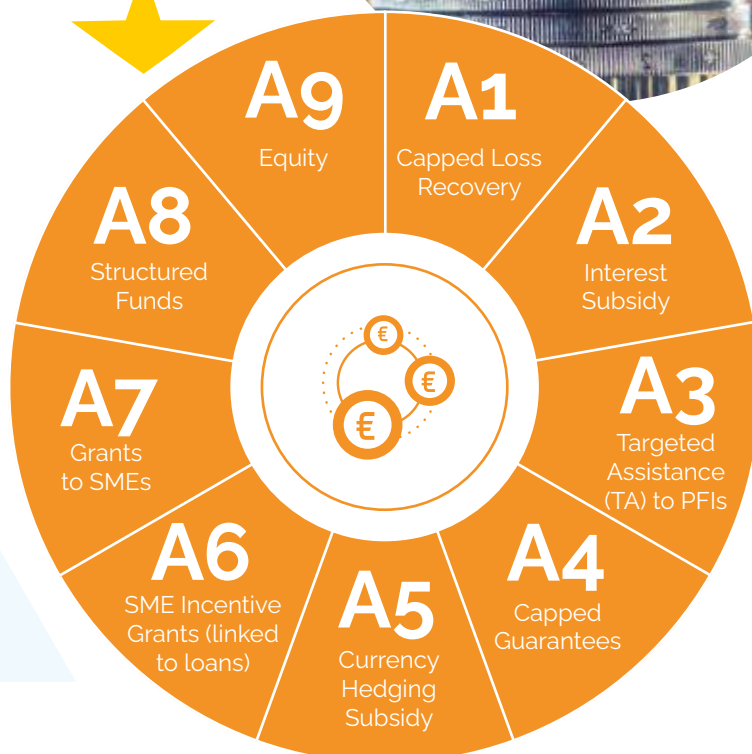 A9
Equity
A1
Capped Loss
Recovery
A8
Structured
Funds
A2
Interest
Subsidy
A7
Grants
to SMEs
A3
Targeted
Assistance
(TA) to PFIs
A6
SME Incentive
Grants (linked
to loans)
A5
Currency
Hedging
Subsidy
A4
Capped
Guarantees
€
€
€